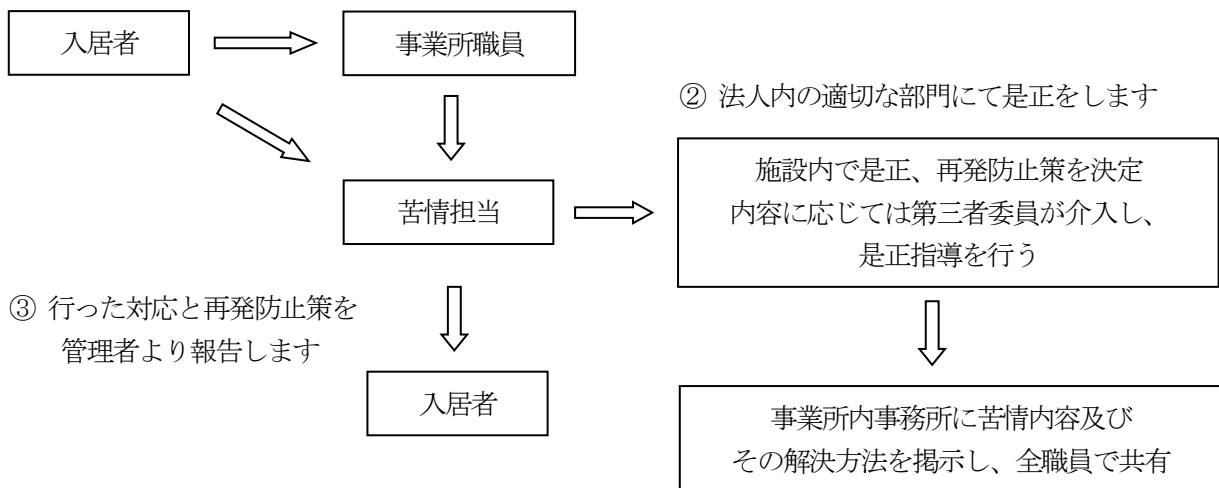 入居者
事業所職員
② 法人内の適切な部門にて是正をします
施設内で是正、再発防止策を決定
内容に応じては第三者委員が介入し、
是正指導を行う
苦情担当
③ 行った対応と再発防止策を
管理者より報告します
入居者
事業所内事務所に苦情内容及び
その解決方法を掲示し、全職員で共有